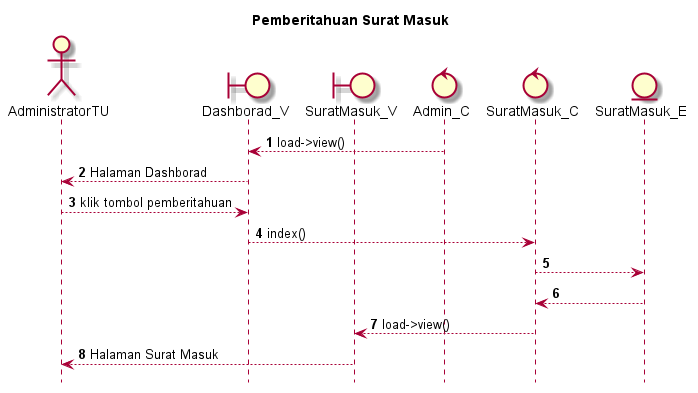 Pemberitahuan Surat Masuk
AdministratorTU
Dashborad_V
SuratMasuk_V
Admin_C
SuratMasuk_C
SuratMasuk_E
1 load->view()
2 Halaman Dashborad
3 klik tombol pemberitahuan
4 index()
5
6
7 load->view()
8 Halaman Surat Masuk